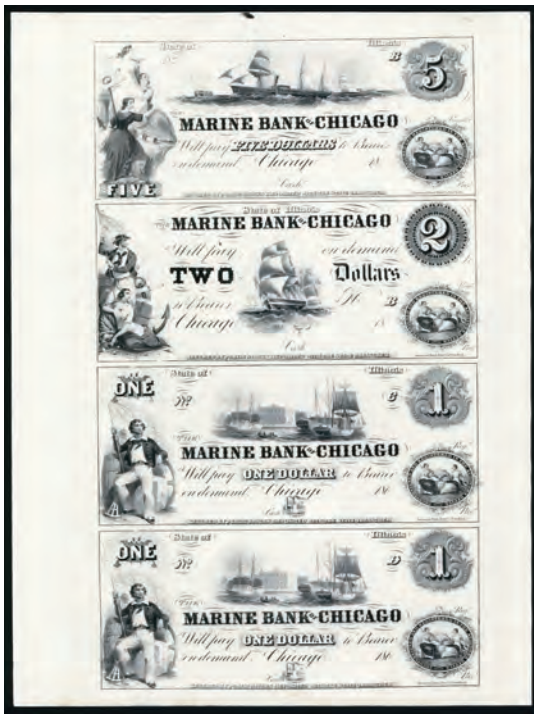 State of Illinois
B 5
MARINE BANK OF CHICAGO
Will pay FIVE DOLLARS to Bearer
on demand Chicago 18
Cash
FIVE
State of Illinois
MARINE BANK OF CHICAGO
2
Will pay on demand
TWO Dollars
No B
to Bearer
Chicago 18
Cash
ONE
State of Illinois
No C 1
THE
MARINE BANK OF CHICAGO
Will pay ONE DOLLAR to Bearer
on demand Chicago 18
Cash
ONE
State of Illinois
No D 1
THE
MARINE BANK OF CHICAGO
Will pay ONE DOLLAR to Bearer
on demand Chicago 18